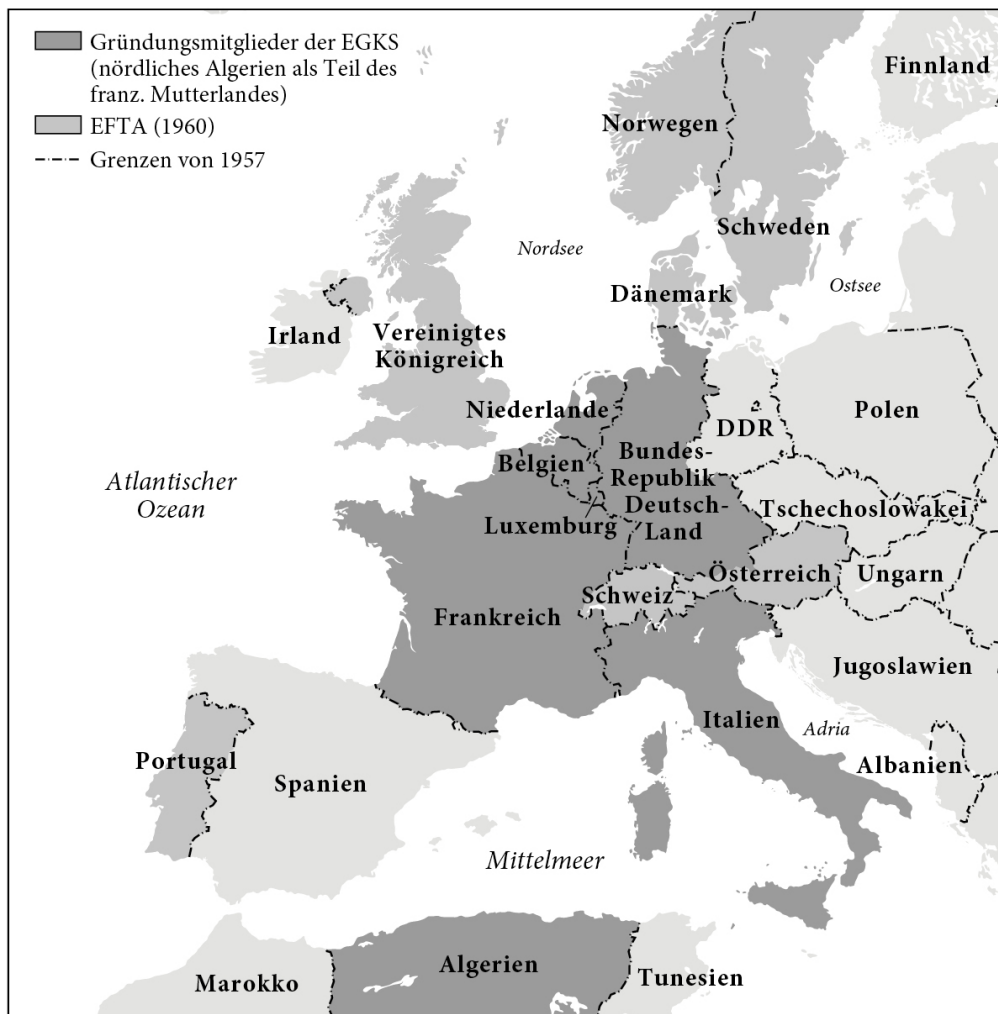 Gründungsmitglieder der EGKS
(nördliches Algerien als Teil des
franz. Mutterlandes)
EFTA (1960)
Grenzen von 1957
Finnland
Norwegen
Schweden
Nordsee
Ostsee
Dänemark
Irland
Vereinigtes
Königreich
Niederlande
Polen
DDR
Belgien
Bundes-
Republik
Deutsch-
Land
Atlantischer
Ozean
Luxemburg
Tschechoslowakei
Österreich
Ungarn
Schweiz
Frankreich
Jugoslawien
Italien
Adria
Portugal
Spanien
Albanien
Mittelmeer
Algerien
Marokko
Tunesien